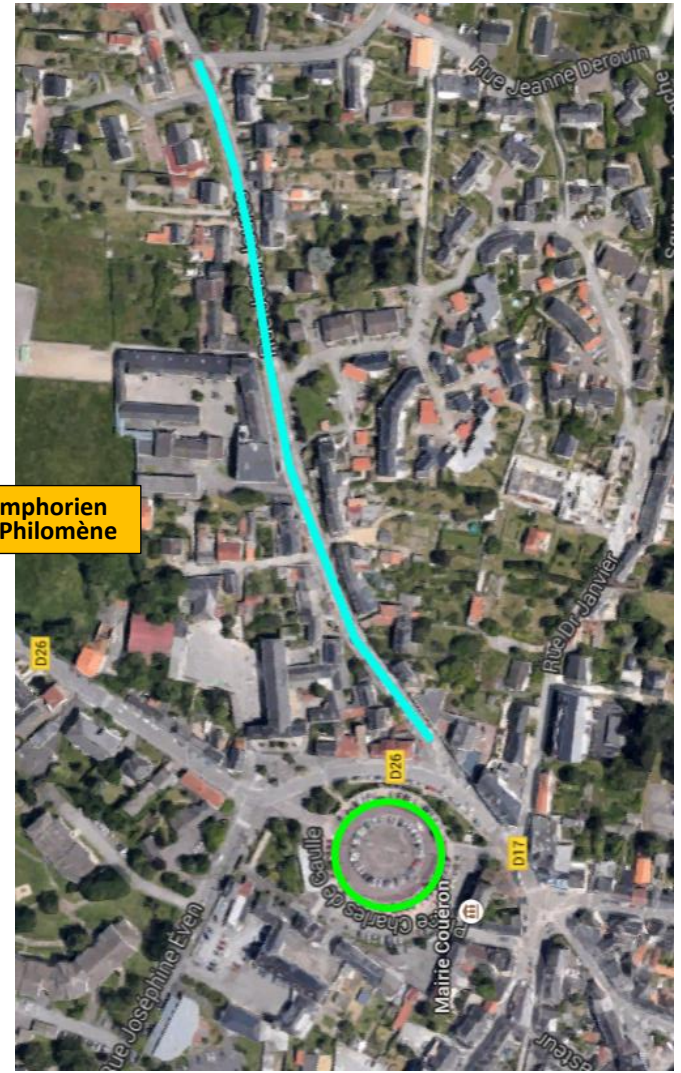 Rue Jeanne Derouin
mphorien
Philomène
D26
Rue Dr Janvier
D26
D17
e Charles de Gaulle
Mairie Couëron
Rue Joséphine Even
asteur